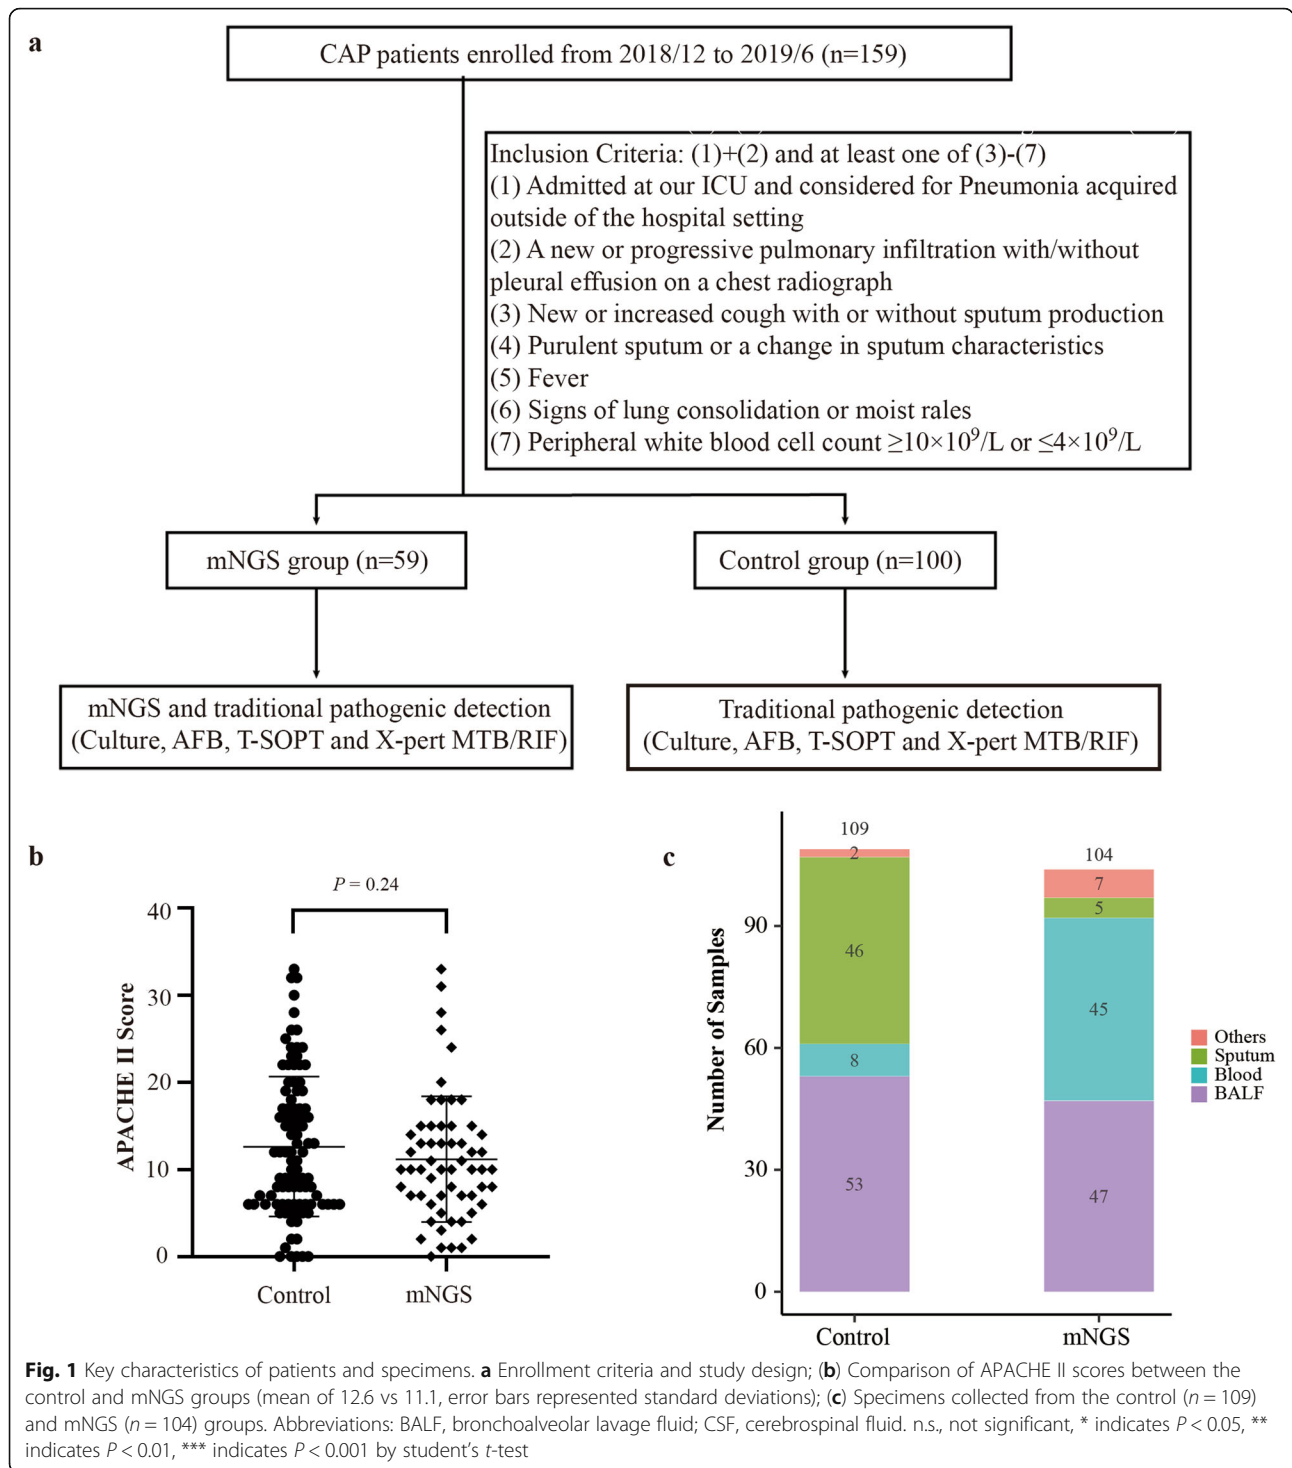 a
CAP patients enrolled from 2018/12 to 2019/6 (n=159)
Inclusion Criteria: (1)+(2) and at least one of (3)-(7)
(1) Admitted at our ICU and considered for Pneumonia acquired
outside of the hospital setting
(2) A new or progressive pulmonary infiltration with/without
pleural effusion on a chest radiograph
(3) New or increased cough with or without sputum production
(4) Purulent sputum or a change in sputum characteristics
(5) Fever
(6) Signs of lung consolidation or moist rales
(7) Peripheral white blood cell count ≥10×10⁹/L or ≤4×10⁹/L
mNGS group (n=59)
Control group (n=100)
mNGS and traditional pathogenic detection
(Culture, AFB, T-SOPT and X-pert MTB/RIF)
Traditional pathogenic detection
(Culture, AFB, T-SOPT and X-pert MTB/RIF)
b
P = 0.24
APACHE II Score
40
30
20
10
0
Control
mNGS
c
Number of Samples
90
60
30
0
109
2
46
8
53
104
7
5
45
47
Control
mNGS
Others
Sputum
Blood
BALF
Fig. 1 Key characteristics of patients and specimens. a Enrollment criteria and study design; (b) Comparison of APACHE II scores between the
control and mNGS groups (mean of 12.6 vs 11.1, error bars represented standard deviations); (c) Specimens collected from the control (n = 109)
and mNGS (n = 104) groups. Abbreviations: BALF, bronchoalveolar lavage fluid; CSF, cerebrospinal fluid. n.s., not significant, * indicates P < 0.05, **
indicates P < 0.01, *** indicates P < 0.001 by student's t-test